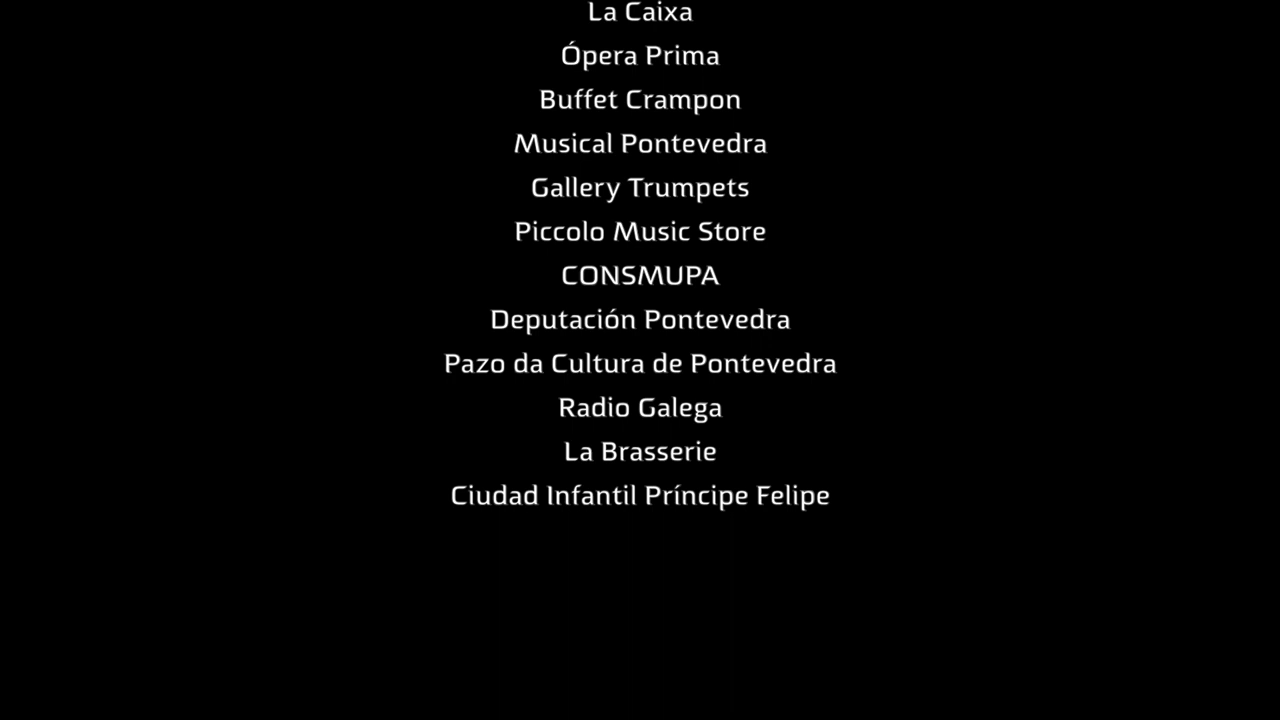 La Caixa
Ópera Prima
Buffet Crampon
Musical Pontevedra
Gallery Trumpets
Piccolo Music Store
CONSMUPA
Deputación Pontevedra
Pazo da Cultura de Pontevedra
Radio Galega
La Brasserie
Ciudad Infantil Príncipe Felipe